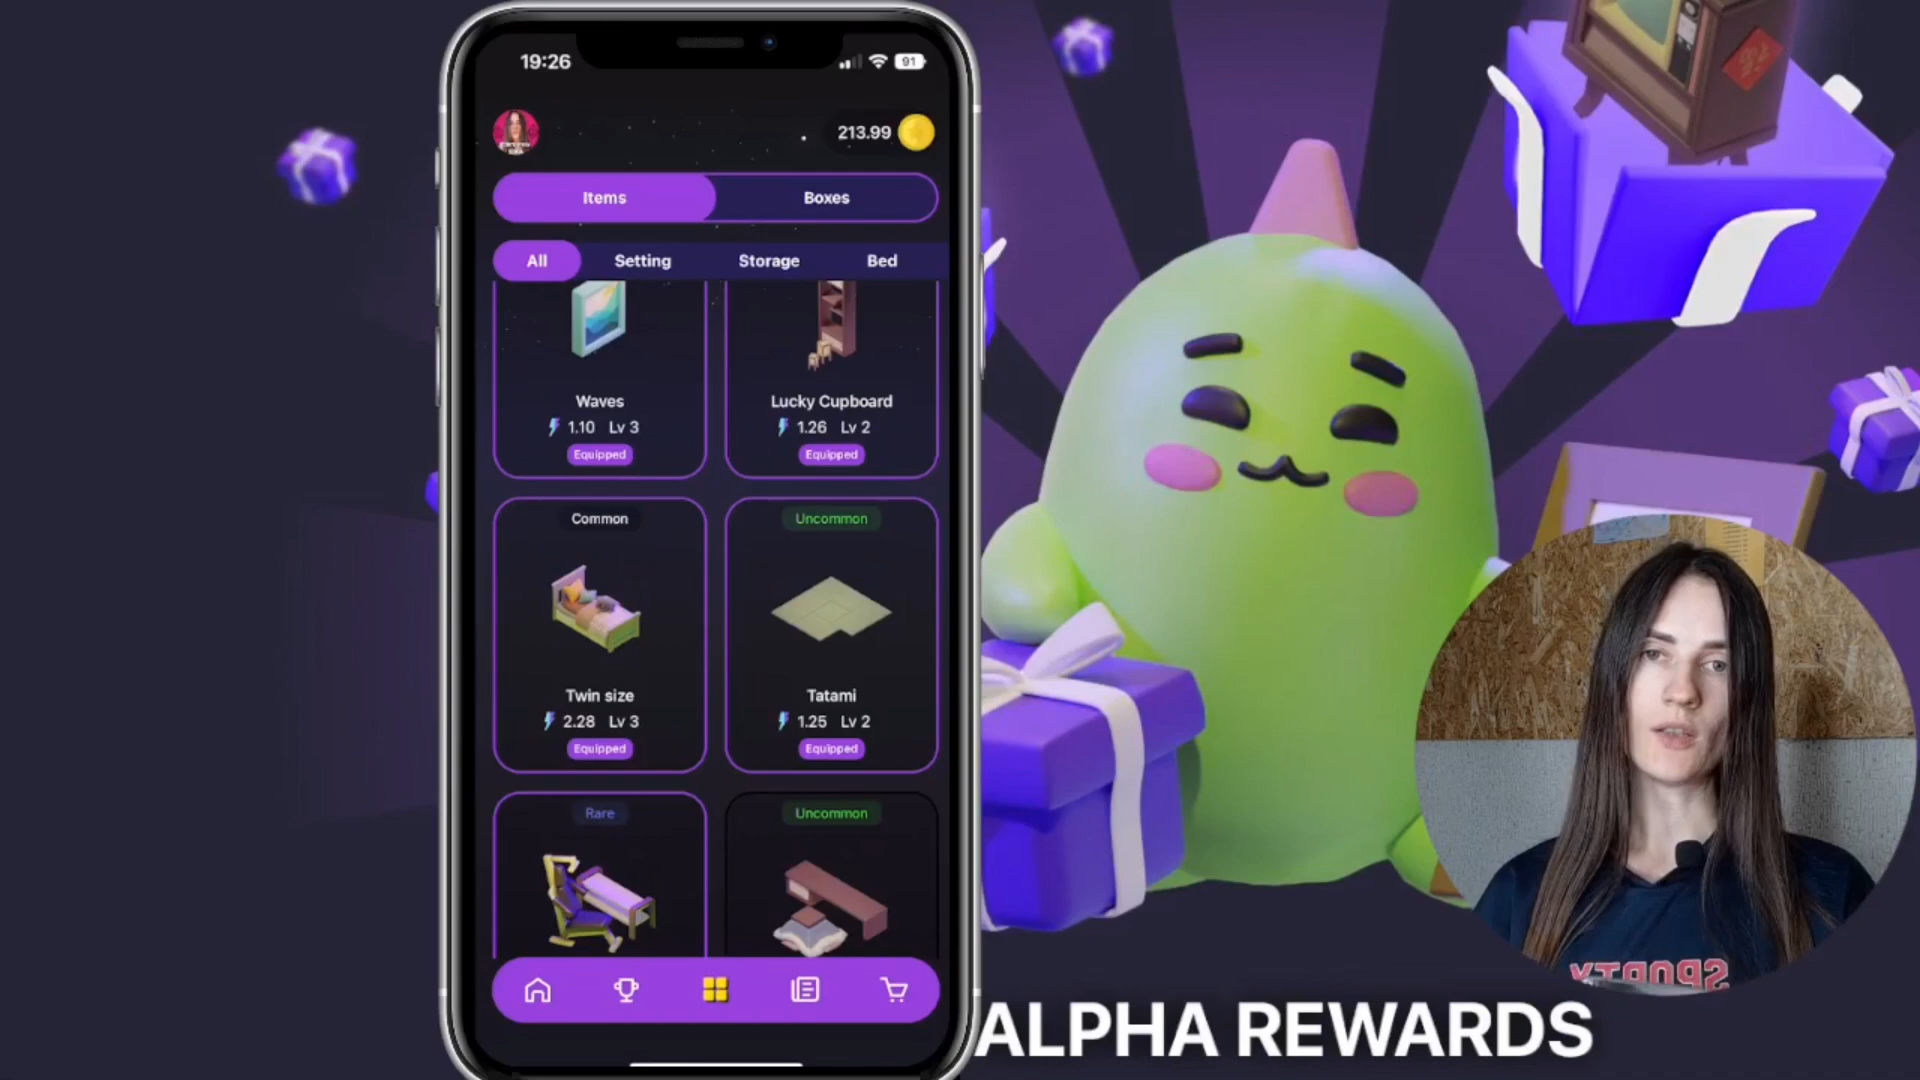 19:26
91
213.99
Items Boxes
All Setting Storage Bed
Waves
1.10 Lv 3
Equipped
Lucky Cupboard
1.26 Lv 2
Equipped
Common
Twin size
2.28 Lv 3
Equipped
Uncommon
Tatami
1.25 Lv 2
Equipped
Rare
Uncommon
ALPHA REWARDS